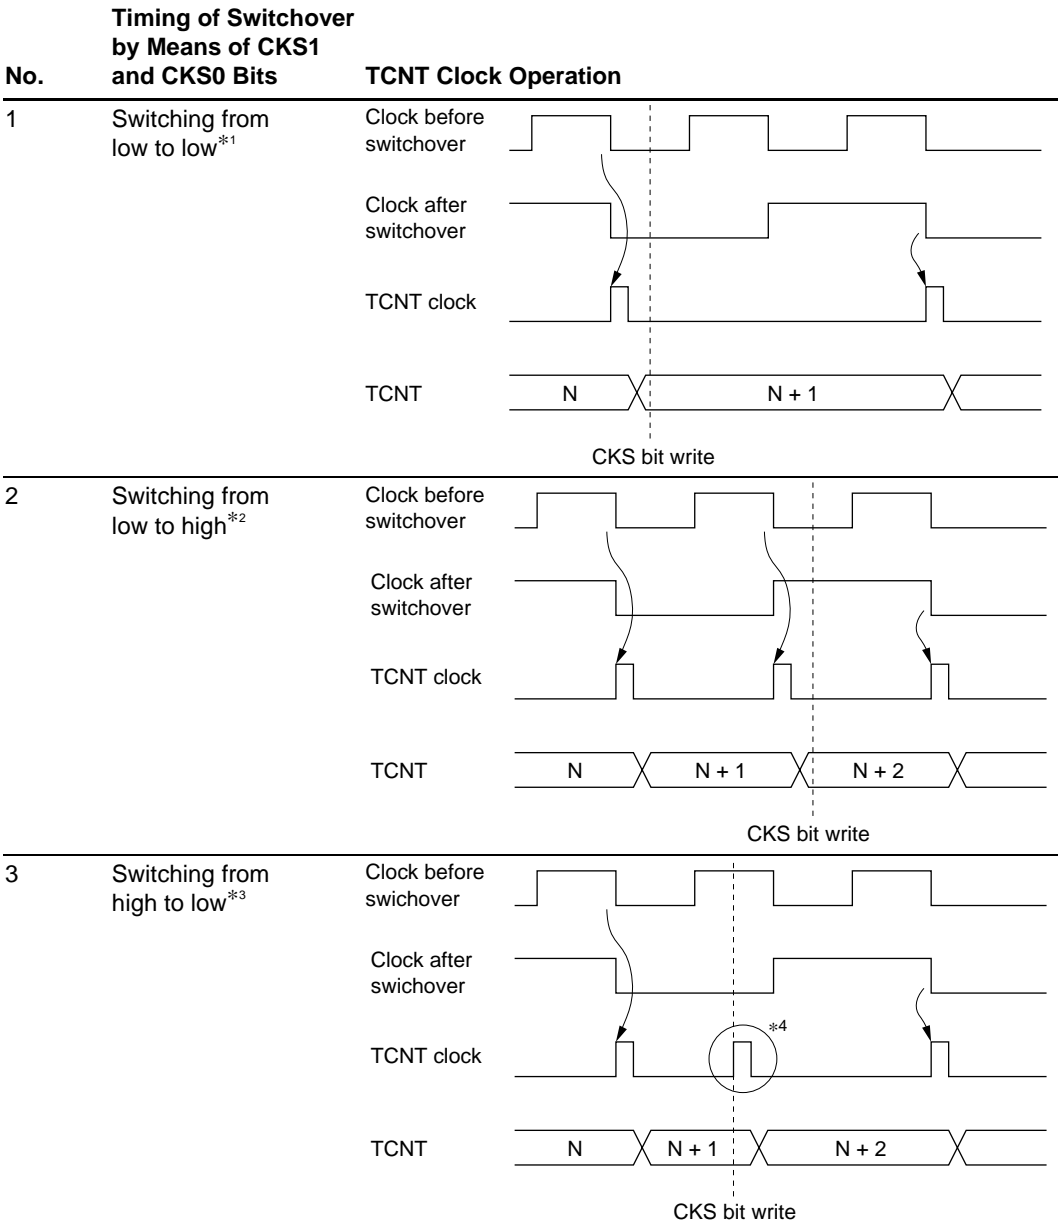 Timing of Switchover
by Means of CKS1
No. and CKS0 Bits TCNT Clock Operation
1 Switching from
low to low*1
Clock before
switchover
Clock after
switchover
TCNT clock
TCNT N N + 1
CKS bit write
2 Switching from
low to high*2
Clock before
switchover
Clock after
switchover
TCNT clock
TCNT N N + 1 N + 2
CKS bit write
3 Switching from
high to low*3
Clock before
swichover
Clock after
swichover
*4
TCNT clock
TCNT N N + 1 N + 2
CKS bit write